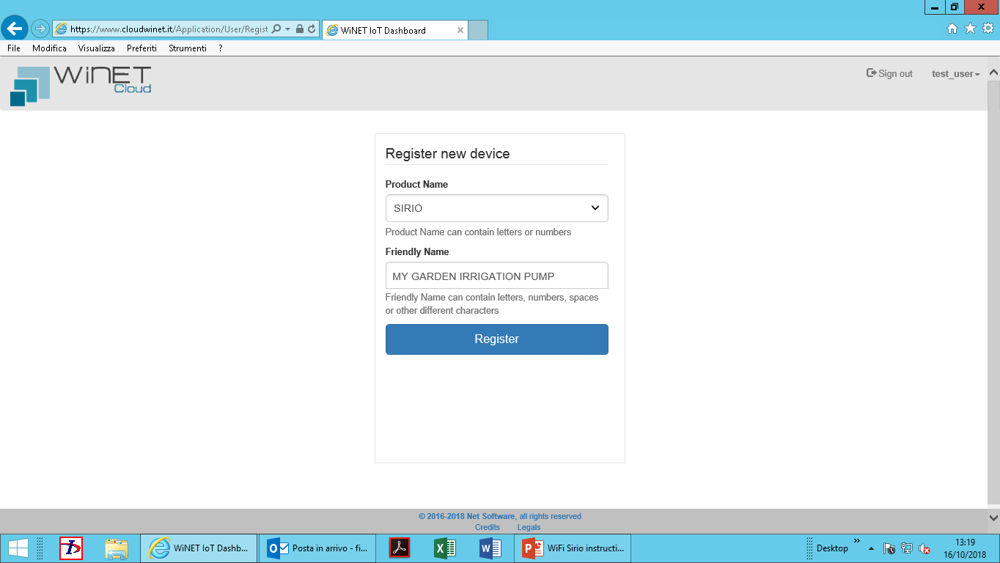 https://www.cloudwinet.it/Application/User/Regist
WiNET IoT Dashboard
File Modifica Visualizza Preferiti Strumenti ?
WiNET
Cloud
Sign out test_user
Register new device
Product Name
SIRIO
Product Name can contain letters or numbers
Friendly Name
MY GARDEN IRRIGATION PUMP
Friendly Name can contain letters, numbers, spaces
or other different characters
Register
© 2016-2018 Net Software, all rights reserved
Credits Legals
WiNET IoT Dashb... Posta in arrivo - fi... WiFi Sirio instructi... Desktop
13:19
16/10/2018